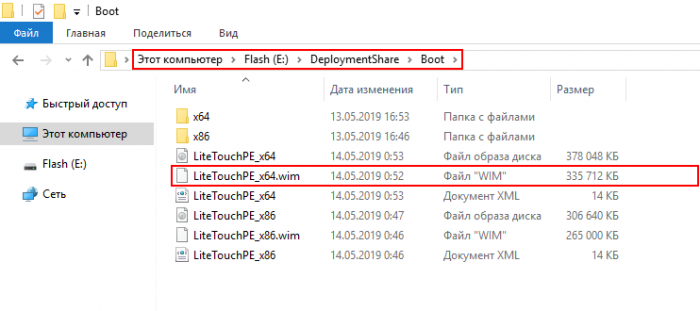 Boot
Файл Главная Поделиться Вид
Этот компьютер > Flash (E:) > DeploymentShare > Boot >
Имя Дата изменения Тип Размер
Быстрый доступ
Этот компьютер
Flash (E:)
Сеть
x64 13.05.2019 16:53 Папка с файлами
x86 13.05.2019 16:46 Папка с файлами
LiteTouchPE_x64 14.05.2019 0:53 Файл образа диска 378 048 КБ
LiteTouchPE_x64.wim 14.05.2019 0:52 Файл "WIM" 335 712 КБ
LiteTouchPE_x64 14.05.2019 0:53 Документ XML 14 КБ
LiteTouchPE_x86 14.05.2019 0:47 Файл образа диска 306 640 КБ
LiteTouchPE_x86.wim 14.05.2019 0:46 Файл "WIM" 265 000 КБ
LiteTouchPE_x86 14.05.2019 0:46 Документ XML 14 КБ